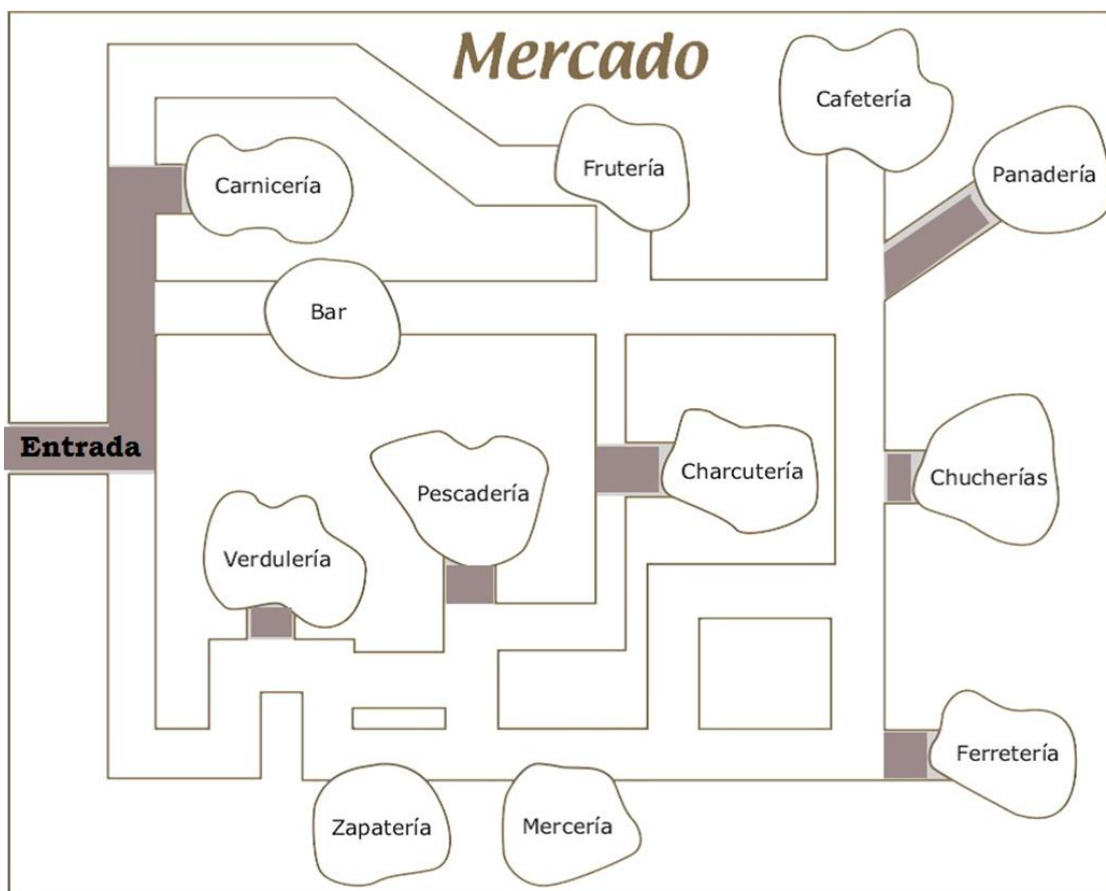 Mercado
Cafetería
Frutería
Panadería
Carnicería
Bar
Entrada
Charcutería
Chucherías
Pescadería
Verdulería
Ferretería
Zapatería
Mercería